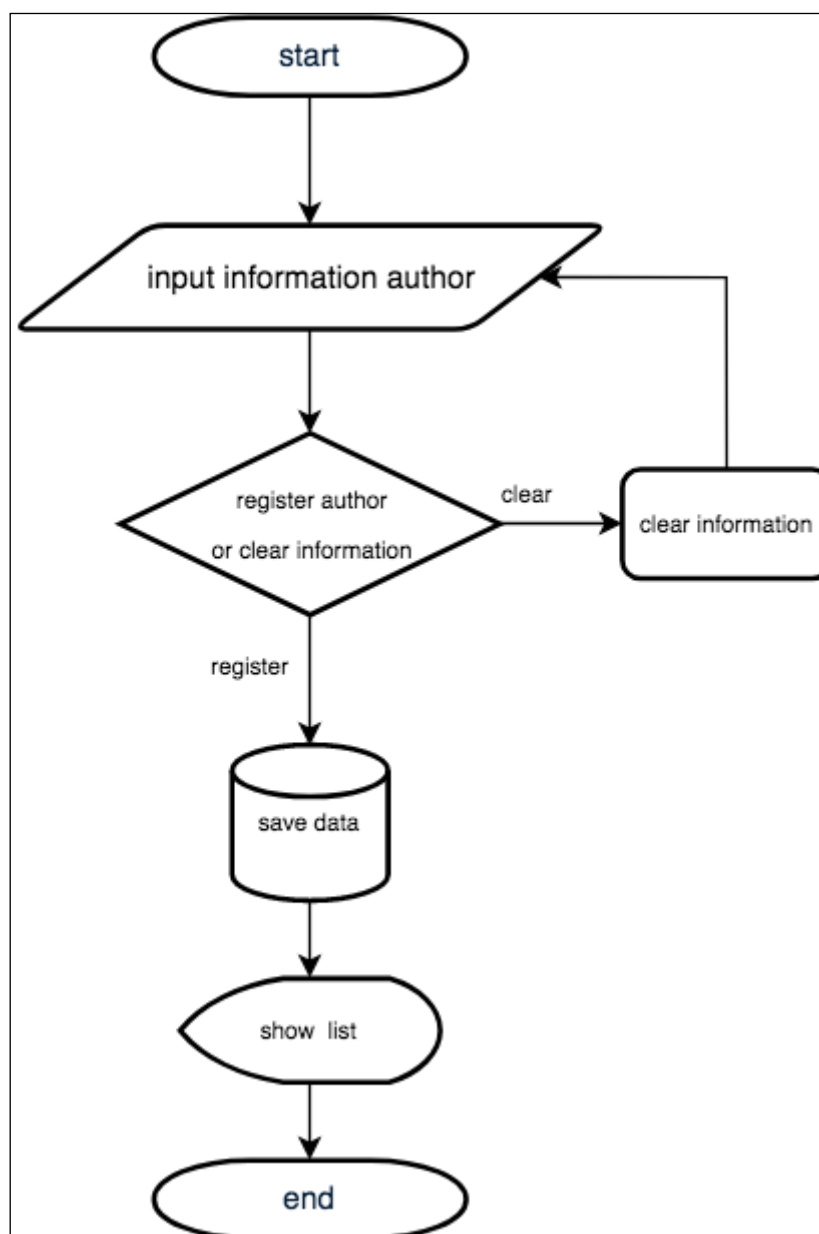 start
input information author
register author
or clear information
clear
clear information
register
save data
show list
end